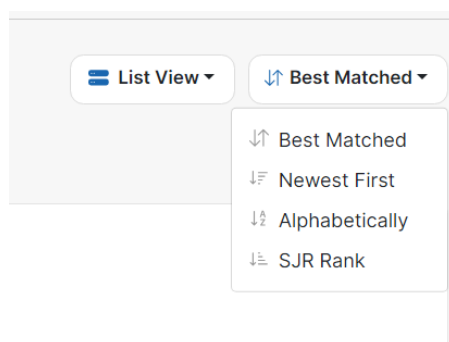 List View
Best Matched
Best Matched
Newest First
Alphabetically
SJR Rank